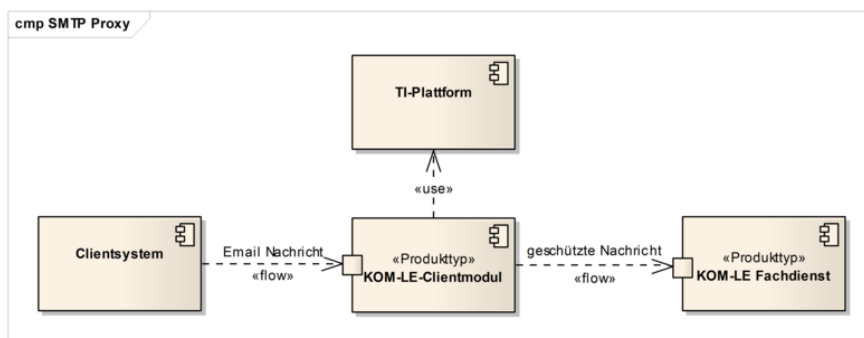 cmp SMTP Proxy
TI-Plattform
«use»
Clientsystem
Email Nachricht
«flow»
«Produkttyp»
KOM-LE-Clientmodul
geschützte Nachricht
«flow»
«Produkttyp»
KOM-LE Fachdienst